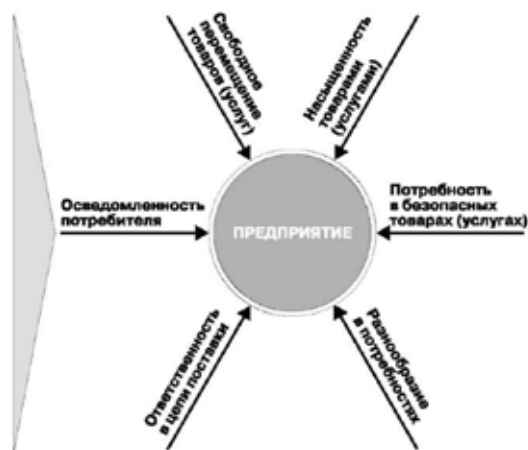 Свободное
перемещение
товаров (услуг)
Насыщенность
товарами
(услугами)
Осведомленность
потребителя
ПРЕДПРИЯТИЕ
Потребность
в безопасных
товарах (услугах)
Ответственность
в цепи поставки
Разнообразие
в потребностях